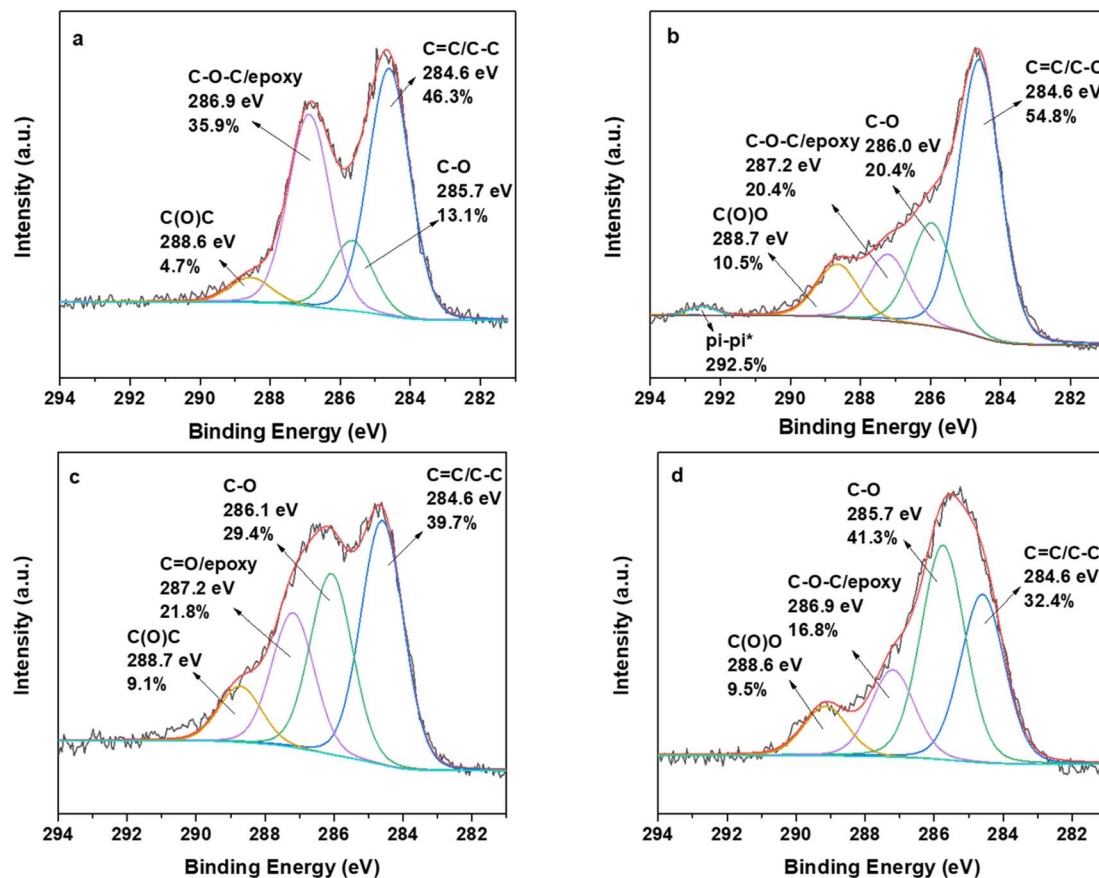 a
C=C/C-C
284.6 eV
46.3%
C-O-C/epoxy
286.9 eV
35.9%
C-O
285.7 eV
13.1%
C(O)C
288.6 eV
4.7%
Intensity (a.u.)
294 292 290 288 286 284 282
Binding Energy (eV)
b
C=C/C-C
284.6 eV
54.8%
C-O
286.0 eV
20.4%
C-O-C/epoxy
287.2 eV
20.4%
C(O)O
288.7 eV
10.5%
pi-pi*
292.5%
Intensity (a.u.)
294 292 290 288 286 284 282
Binding Energy (eV)
c
C=C/C-C
284.6 eV
39.7%
C-O
286.1 eV
29.4%
C=O/epoxy
287.2 eV
21.8%
C(O)C
288.7 eV
9.1%
Intensity (a.u.)
294 292 290 288 286 284 282
Binding Energy (eV)
d
C-O
285.7 eV
41.3%
C=C/C-C
284.6 eV
32.4%
C-O-C/epoxy
286.9 eV
16.8%
C(O)O
288.6 eV
9.5%
Intensity (a.u.)
294 292 290 288 286 284 282
Binding Energy (eV)